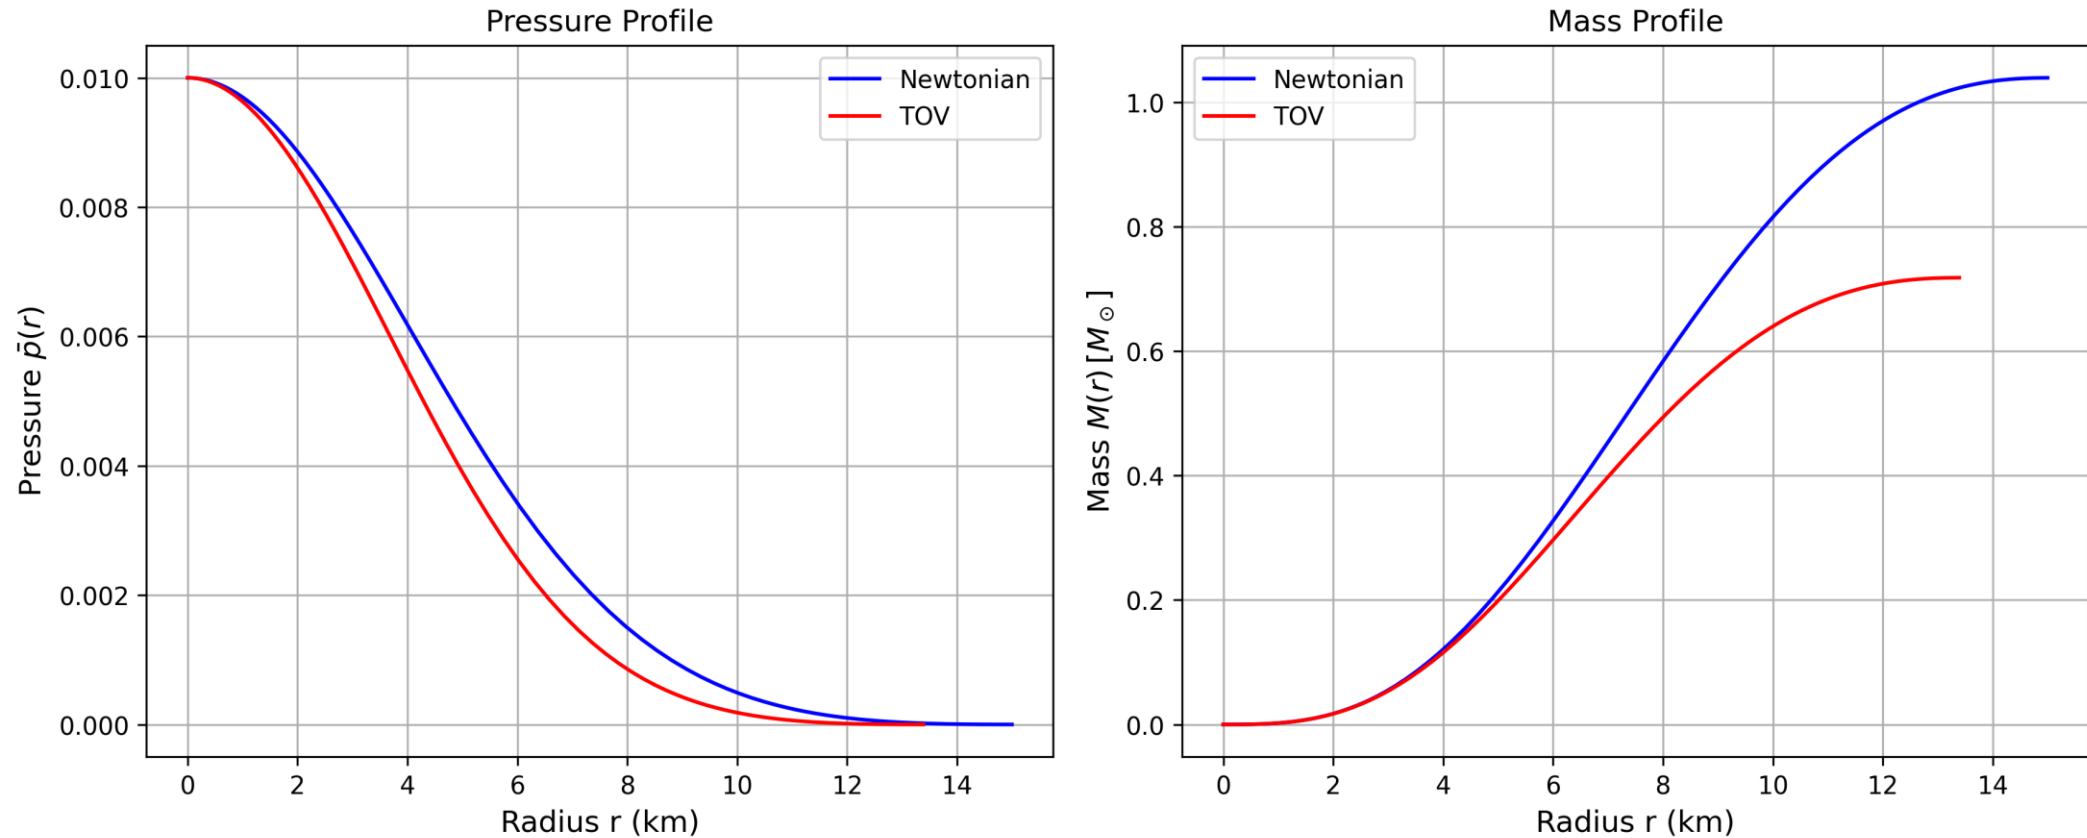 Pressure Profile
Newtonian
TOV
0.010
0.008
0.006
0.004
0.002
0.000
Pressure p̄(r)
0 2 4 6 8 10 12 14
Radius r (km)
Mass Profile
Newtonian
TOV
1.0
0.8
0.6
0.4
0.2
0.0
Mass M(r) [M⊙]
0 2 4 6 8 10 12 14
Radius r (km)